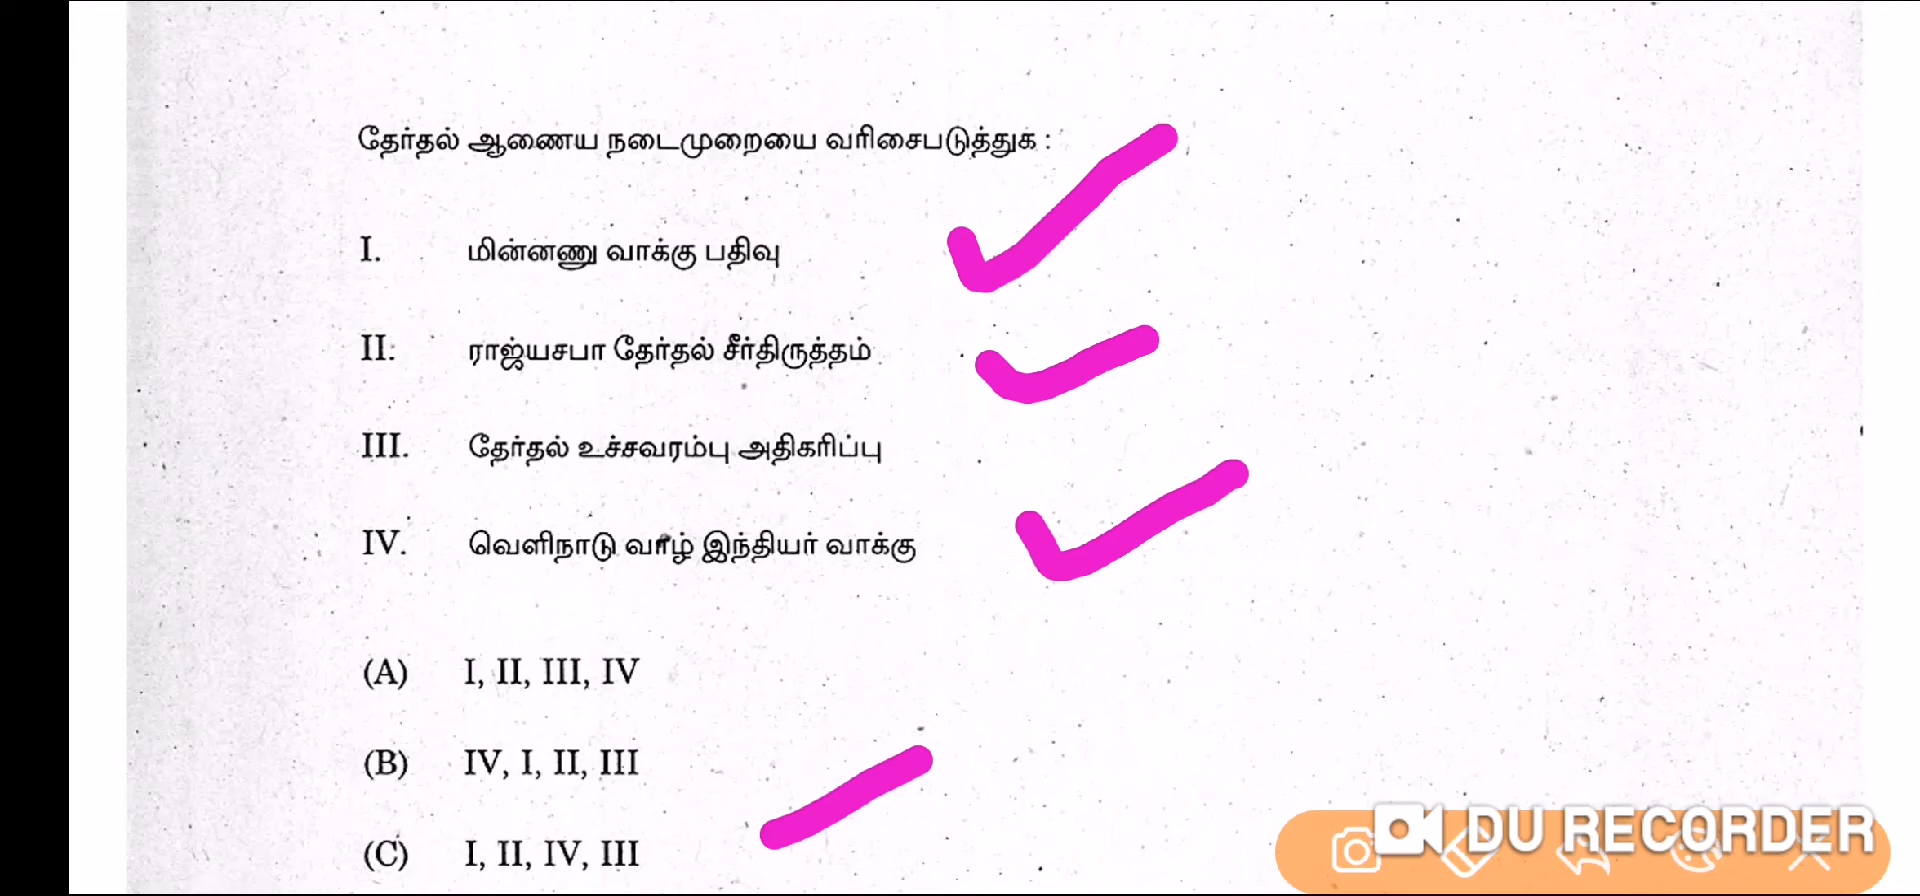 தேர்தல் ஆணைய நடைமுறையை வரிசைபடுத்துக :
I. மின்னணு வாக்கு பதிவு
II. ராஜ்யசபா தேர்தல் சீர்திருத்தம்
III. தேர்தல் உச்சவரம்பு அதிகரிப்பு
IV. வெளிநாடு வாழ் இந்தியர் வாக்கு
(A) I, II, III, IV
(B) IV, I, II, III
(C) I, II, IV, III
DU RECORDER